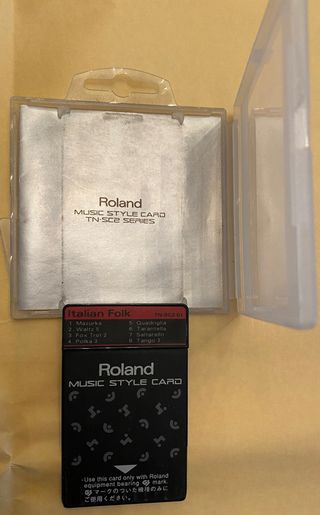 Roland
MUSIC STYLE CARD
TN-SC2 SERIES
Italian Folk
TN-SC2-01
1. Mazurka 5. Quadriglia
2. Waltz 5 6. Tarantella
3. Fox Trot 2 7. Saltarello
4. Polka 3 8. Tango 3
Roland
MUSIC STYLE CARD
Use this card only with Roland
equipment bearing mark.
マークのついた機種のみに
ご使用ください。